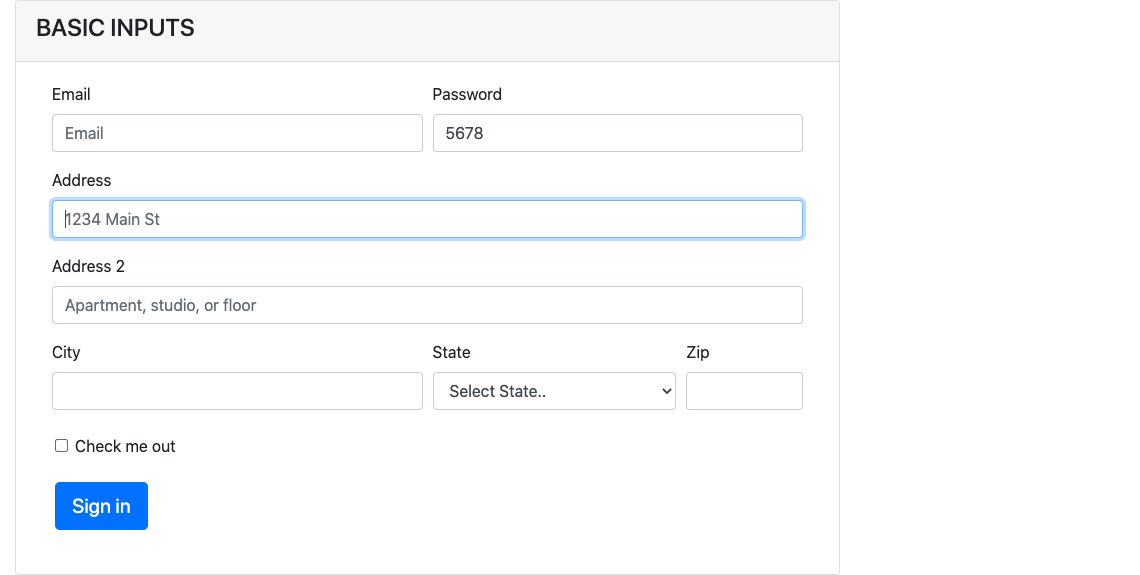 BASIC INPUTS
Email Password
Email 5678
Address
1234 Main St
Address 2
Apartment, studio, or floor
City State Zip
Select State..
Check me out
Sign in